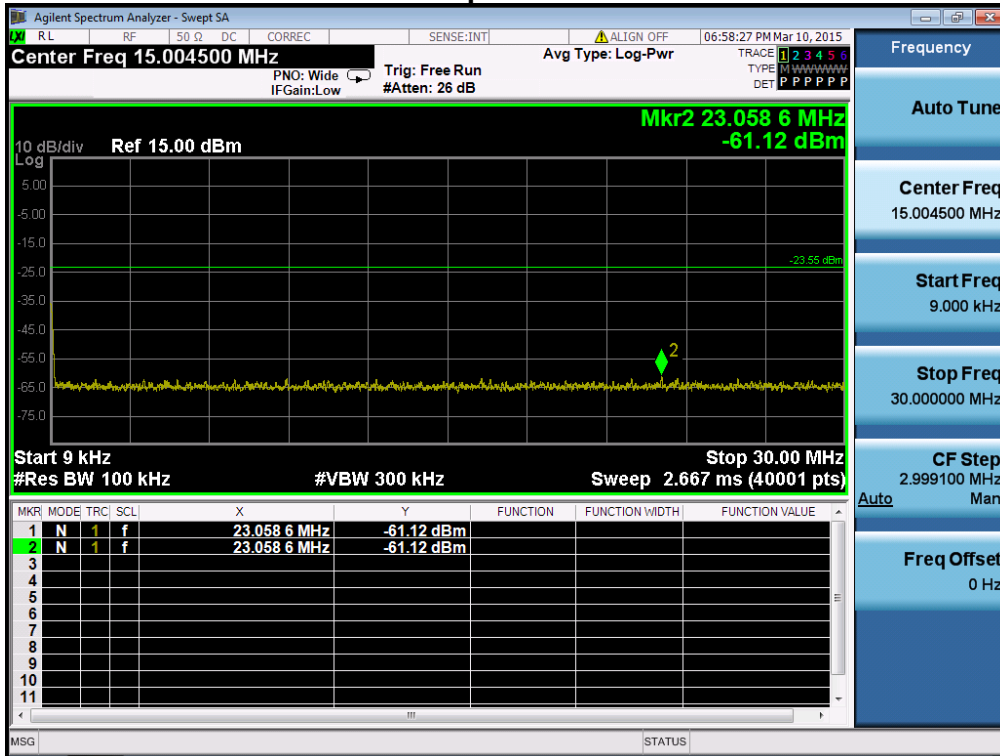 Agilent Spectrum Analyzer - Swept SA
LXI RL RF 50 Ω DC CORREC SENSE:INT ALIGN OFF 06:58:27 PM Mar 10, 2015
Center Freq 15.004500 MHz
PNO: Wide
IFGain:Low
Trig: Free Run
#Atten: 26 dB
Avg Type: Log-Pwr
TRACE 1 2 3 4 5 6
TYPE M WWWWW
DET P P P P P P
Mkr2 23.058 6 MHz
-61.12 dBm
10 dB/div Ref 15.00 dBm
Log
5.00
-5.00
-15.0
-23.55 dBm
-25.0
-35.0
-45.0
-55.0
2
-65.0
-75.0
Start 9 kHz Stop 30.00 MHz
#Res BW 100 kHz #VBW 300 kHz Sweep 2.667 ms (40001 pts)
MKR MODE TRC SCL X Y FUNCTION FUNCTION WIDTH FUNCTION VALUE
1 N 1 f 23.058 6 MHz -61.12 dBm
2 N 1 f 23.058 6 MHz -61.12 dBm
3
4
5
6
7
8
9
10
11
MSG STATUS
Frequency
Auto Tune
Center Freq
15.004500 MHz
Start Freq
9.000 kHz
Stop Freq
30.000000 MHz
CF Step
2.999100 MHz
Auto Man
Freq Offset
0 Hz